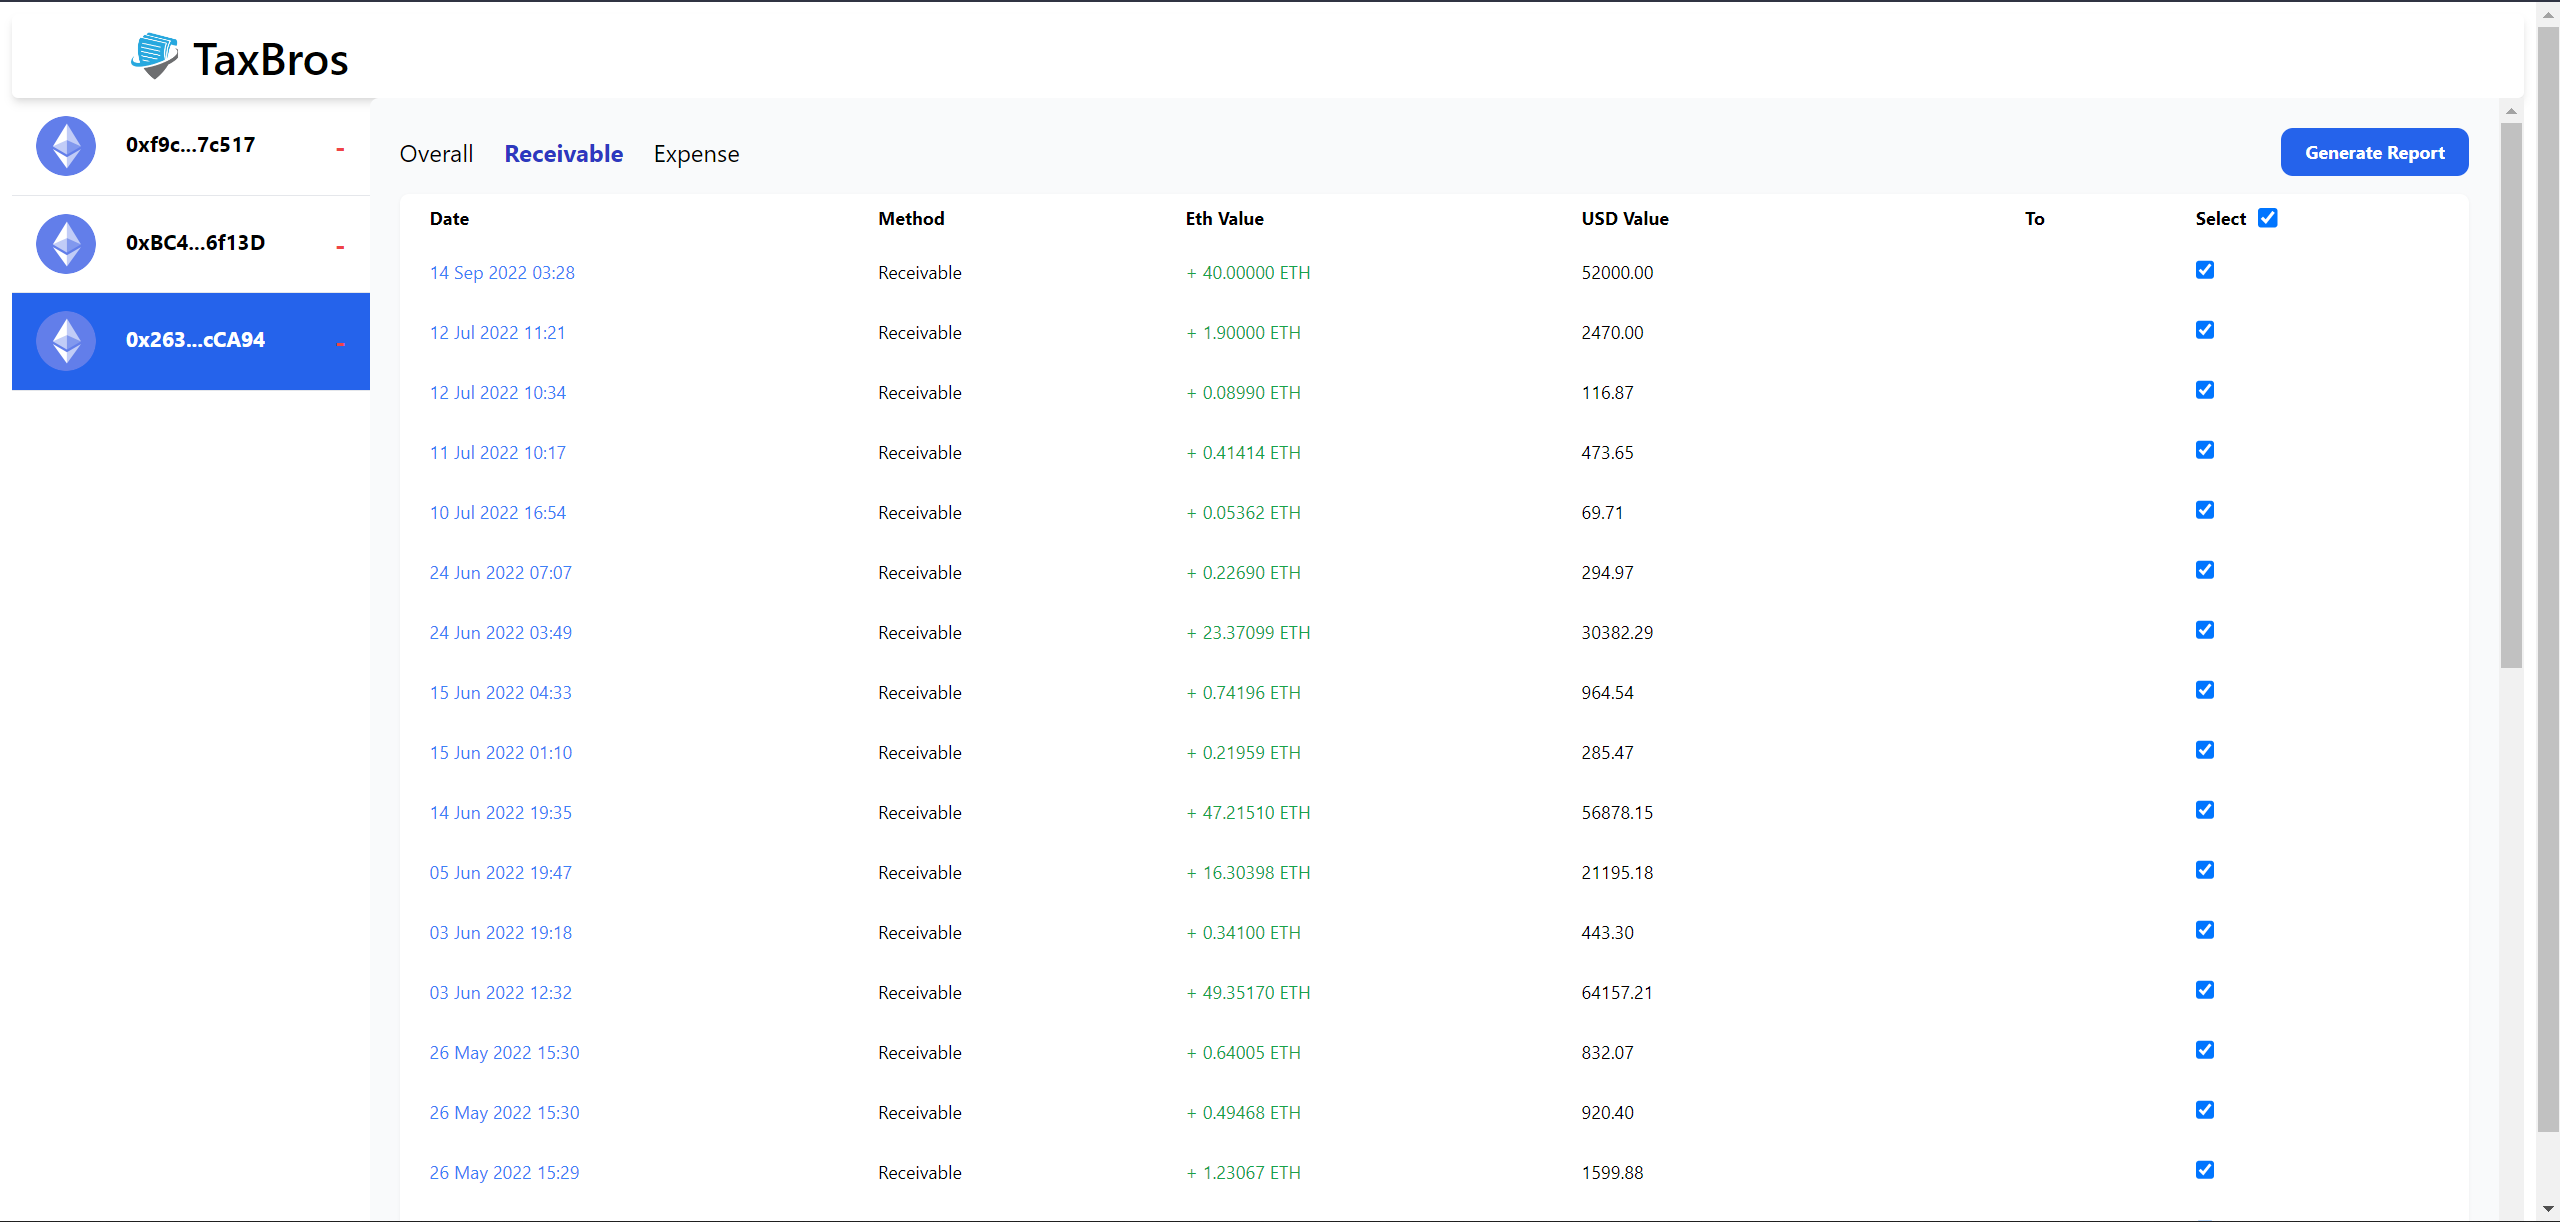 TaxBros
0xf9c...7c517 -
0xBC4...6f13D -
0x263...cCA94 -
Overall Receivable Expense Generate Report
Date Method Eth Value USD Value To Select
14 Sep 2022 03:28 Receivable + 40.00000 ETH 52000.00
12 Jul 2022 11:21 Receivable + 1.90000 ETH 2470.00
12 Jul 2022 10:34 Receivable + 0.08990 ETH 116.87
11 Jul 2022 10:17 Receivable + 0.41414 ETH 473.65
10 Jul 2022 16:54 Receivable + 0.05362 ETH 69.71
24 Jun 2022 07:07 Receivable + 0.22690 ETH 294.97
24 Jun 2022 03:49 Receivable + 23.37099 ETH 30382.29
15 Jun 2022 04:33 Receivable + 0.74196 ETH 964.54
15 Jun 2022 01:10 Receivable + 0.21959 ETH 285.47
14 Jun 2022 19:35 Receivable + 47.21510 ETH 56878.15
05 Jun 2022 19:47 Receivable + 16.30398 ETH 21195.18
03 Jun 2022 19:18 Receivable + 0.34100 ETH 443.30
03 Jun 2022 12:32 Receivable + 49.35170 ETH 64157.21
26 May 2022 15:30 Receivable + 0.64005 ETH 832.07
26 May 2022 15:30 Receivable + 0.49468 ETH 920.40
26 May 2022 15:29 Receivable + 1.23067 ETH 1599.88